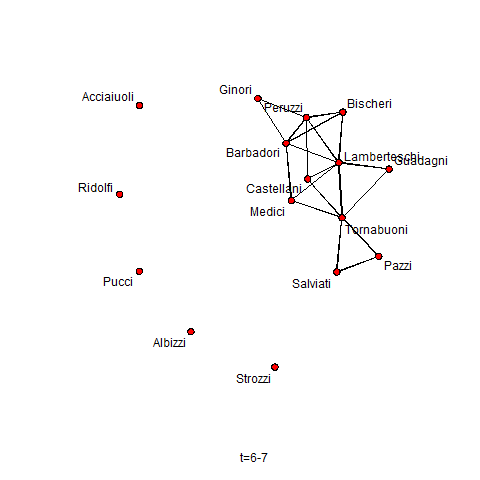 Ginori
Acciaiuoli
Bischeri
Peruzzi
Barbadori
Lamberteschi
Guadagni
Castellani
Ridolfi
Medici
Tornabuoni
Pazzi
Pucci
Salviati
Albizzi
Strozzi
t=6-7